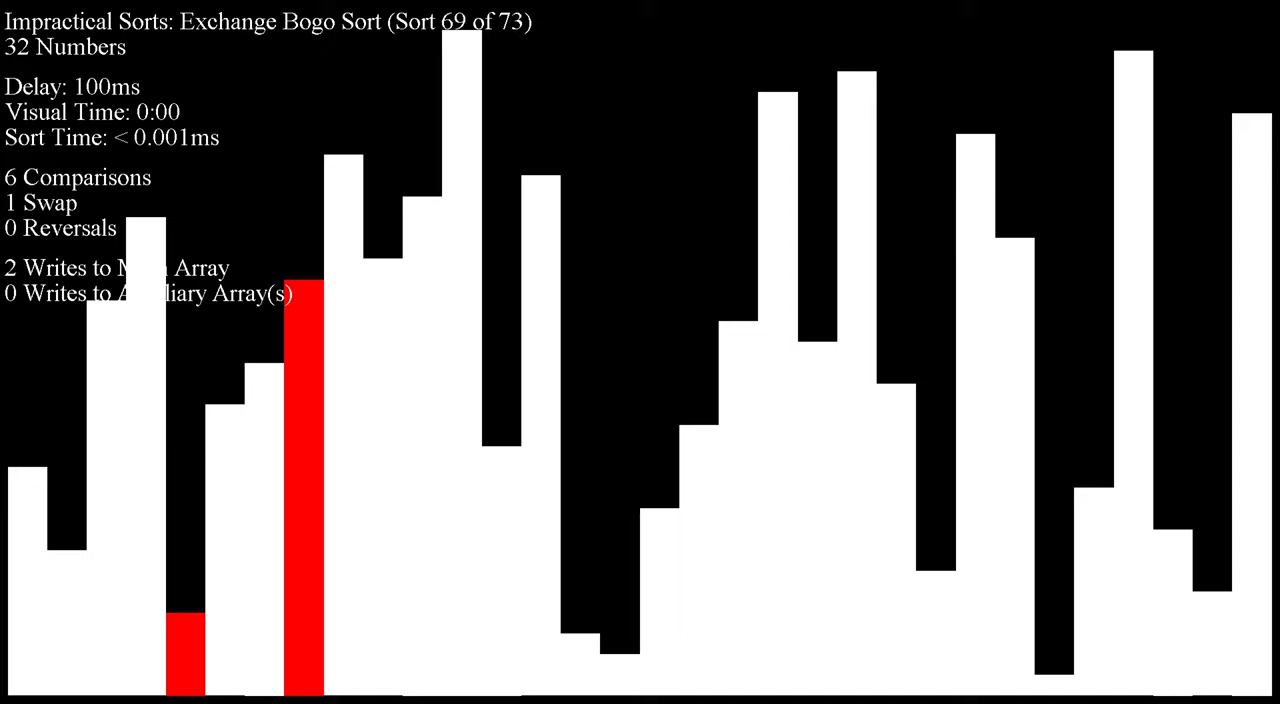 Impractical Sorts: Exchange Bogo Sort (Sort 69 of 73)
32 Numbers
Delay: 100ms
Visual Time: 0:00
Sort Time: < 0.001ms
6 Comparisons
1 Swap
0 Reversals
2 Writes to Array
0 Writes to Array(s)